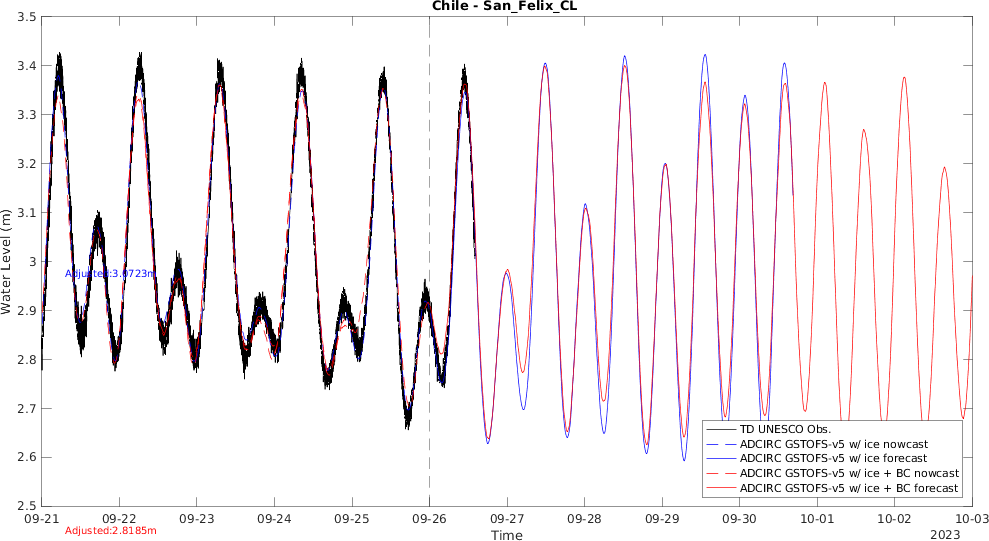 Chile - San_Felix_CL
3.5
3.4
3.3
3.2
3.1
3
2.9
2.8
2.7
2.6
2.5
Water Level (m)
Adjusted:3.0723m
TD UNESCO Obs.
ADCIRC GSTOFS-v5 w/ ice nowcast
ADCIRC GSTOFS-v5 w/ ice forecast
ADCIRC GSTOFS-v5 w/ ice + BC nowcast
ADCIRC GSTOFS-v5 w/ ice + BC forecast
09-21 09-22 09-23 09-24 09-25 09-26 09-27 09-28 09-29 09-30 10-01 10-02 10-03
Adjusted:2.8185m
Time
2023